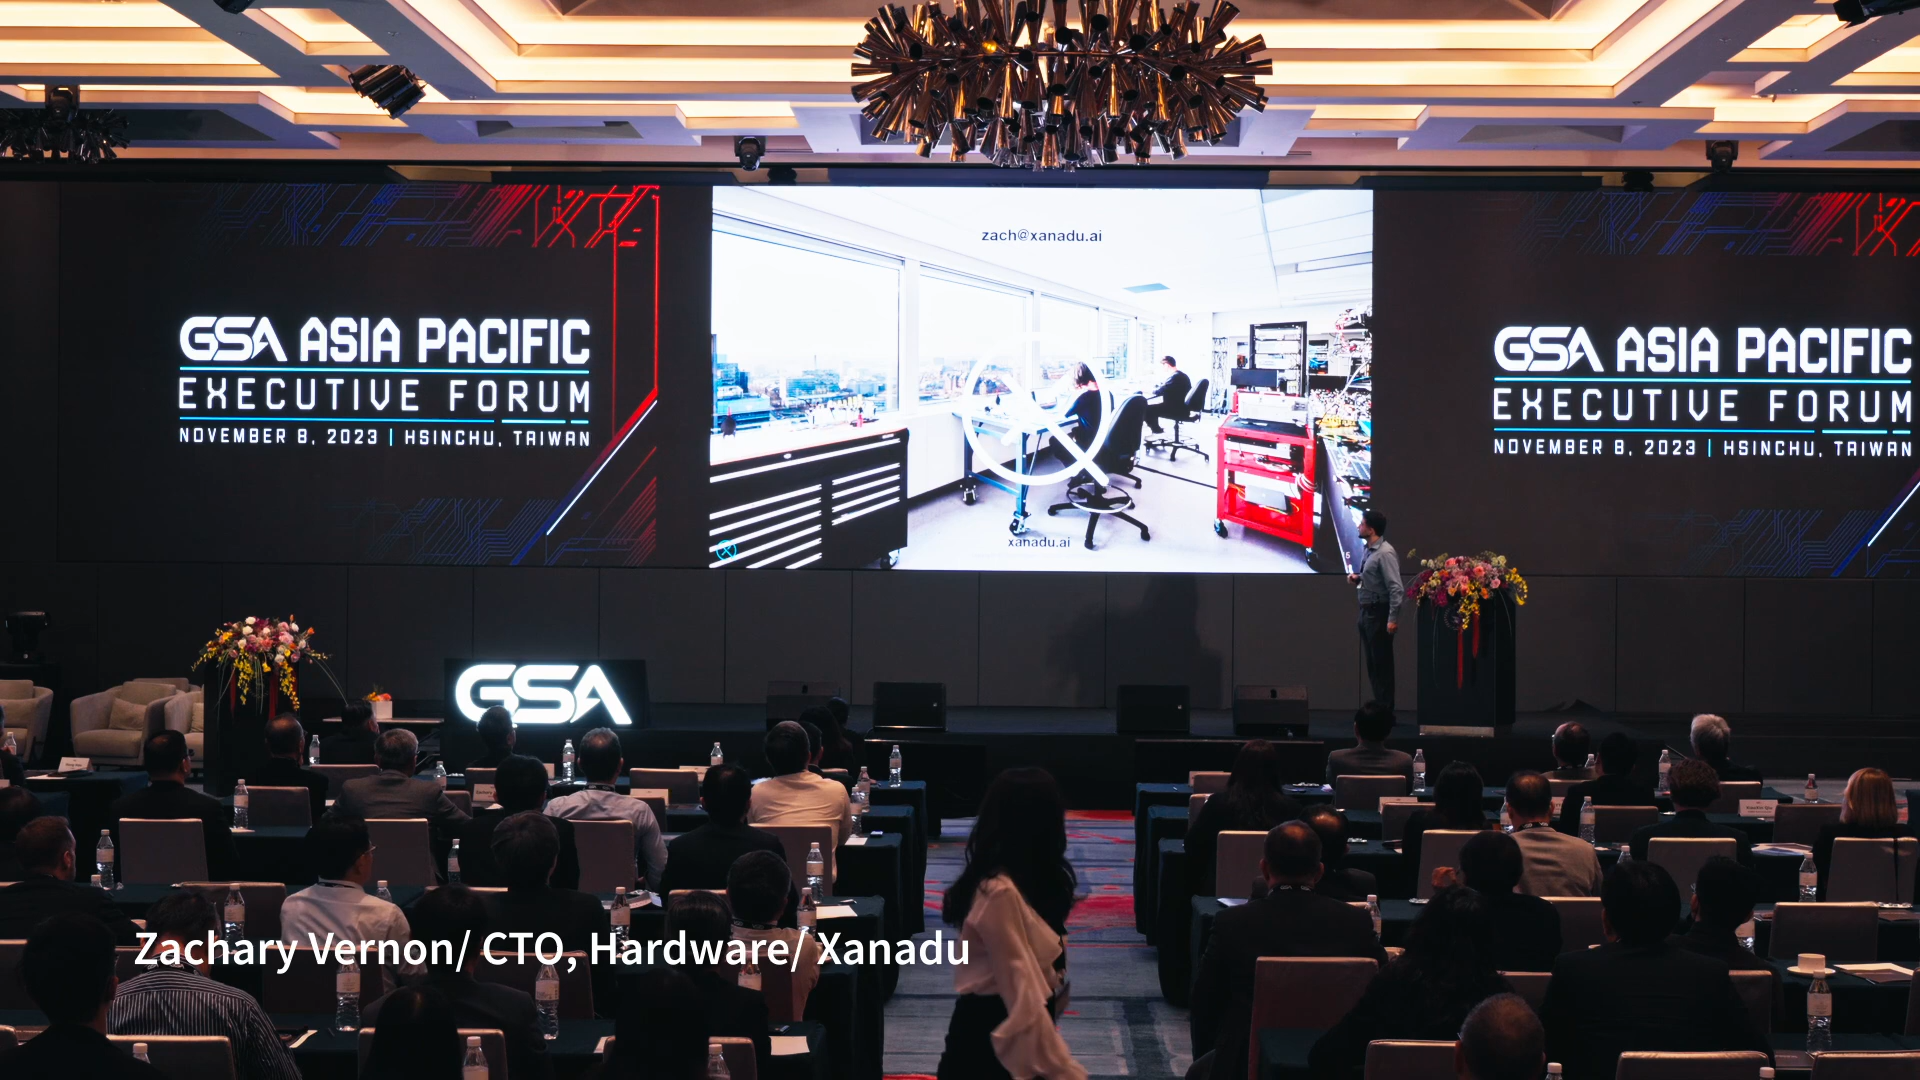 zach@xanadu.ai
GSA ASIA PACIFIC
EXECUTIVE FORUM
NOVEMBER 8, 2023 | HSINCHU, TAIWAN
xanadu.ai
GSA ASIA PACIFIC
EXECUTIVE FORUM
NOVEMBER 8, 2023 | HSINCHU, TAIWAN
GSA
Zachary Vernon/ CTO, Hardware/ Xanadu